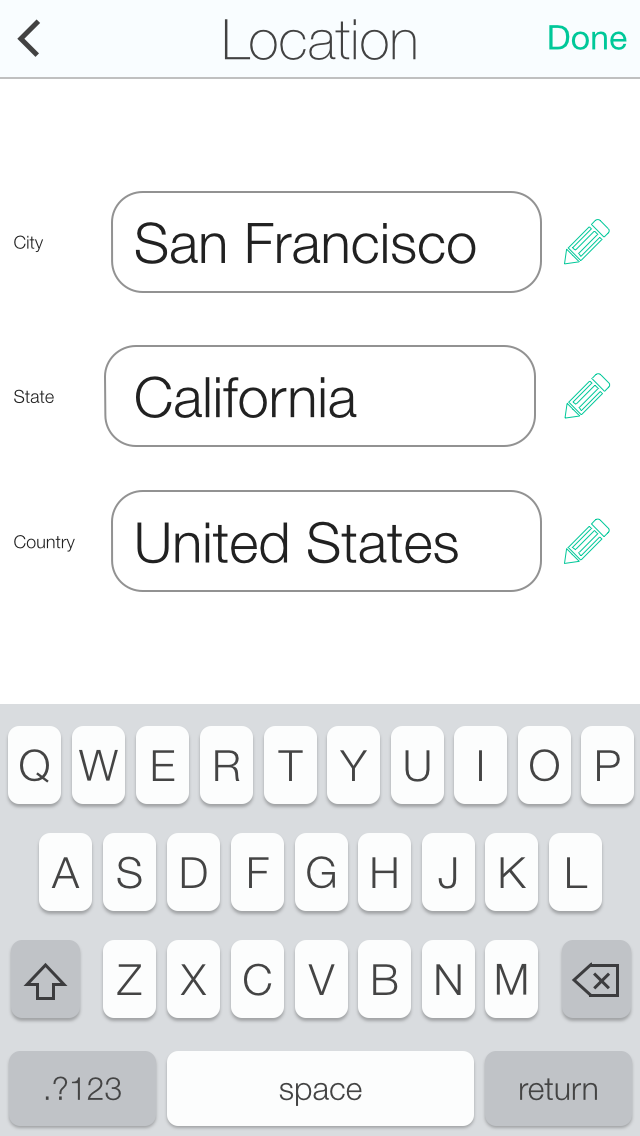 Location Done
City San Francisco
State California
Country United States
Q W E R T Y U I O P
A S D F G H J K L
Z X C V B N M
.?123 space return